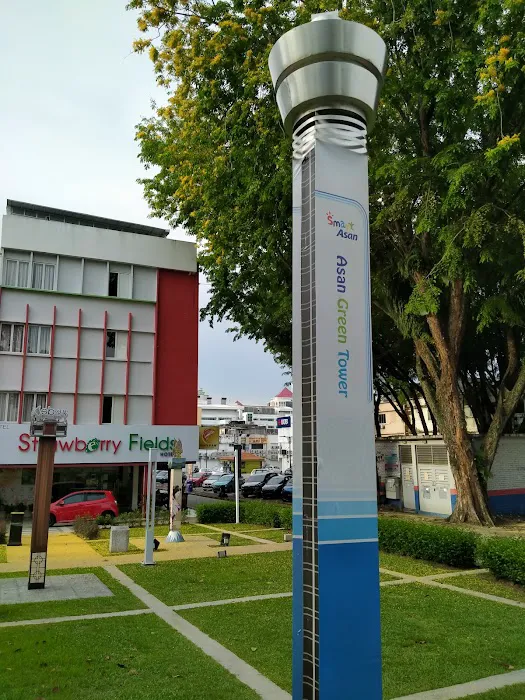 Smart
Asan
Asan Green Tower
Strawberry Fields